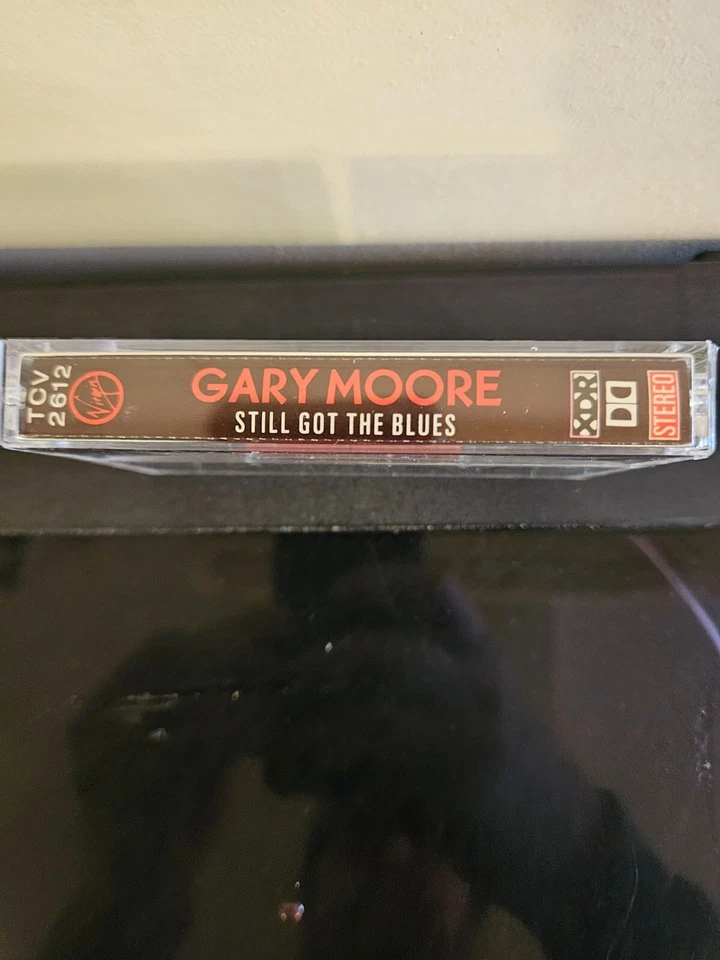 TCV
2612
Virgin
GARY MOORE
STILL GOT THE BLUES
XDR
STEREO